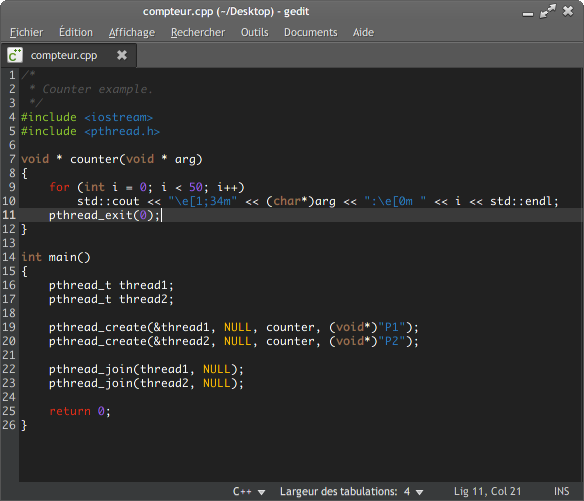 compteur.cpp (~/Desktop) - gedit
Fichier Édition Affichage Rechercher Outils Documents Aide
C++ compteur.cpp
1 /*
2  * Counter example.
3  */
4 #include <iostream>
5 #include <pthread.h>
6
7 void * counter(void * arg)
8 {
9     for (int i = 0; i < 50; i++)
10         std::cout << "\e[1;34m" << (char*)arg << ":\e[0m " << i << std::endl;
11     pthread_exit(0);
12 }
13
14 int main()
15 {
16     pthread_t thread1;
17     pthread_t thread2;
18
19     pthread_create(&thread1, NULL, counter, (void*)"P1");
20     pthread_create(&thread2, NULL, counter, (void*)"P2");
21
22     pthread_join(thread1, NULL);
23     pthread_join(thread2, NULL);
24
25     return 0;
26 }
C++ Largeur des tabulations: 4 Lig 11, Col 21 INS